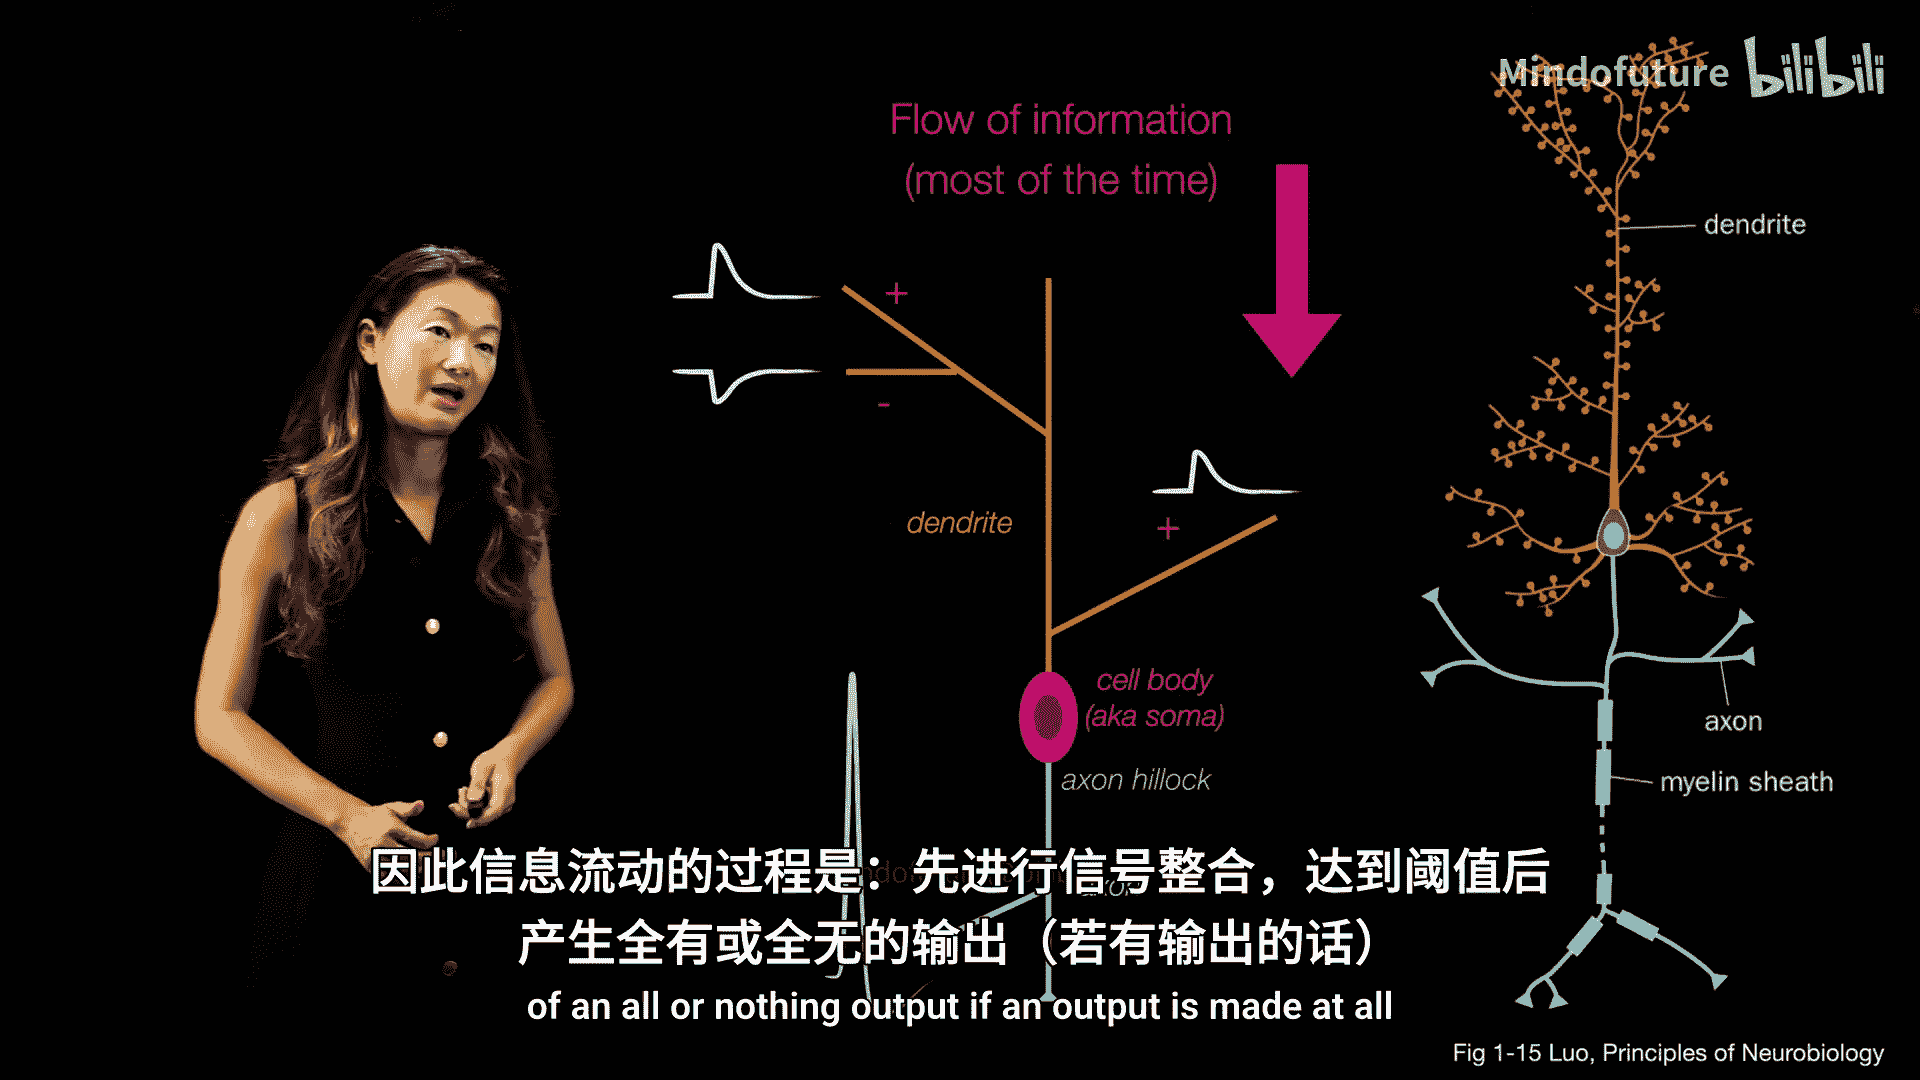 Mindofuture bilibili
Flow of information
(most of the time)
dendrite
+
-
dendrite
+
cell body
(aka soma)
axon hillock
axon
myelin sheath
因此信息流动的过程是：先进行信号整合，达到阈值后
产生全有或全无的输出（若有输出的话）
of an all or nothing output if an output is made at all
Fig 1-15 Luo, Principles of Neurobiology